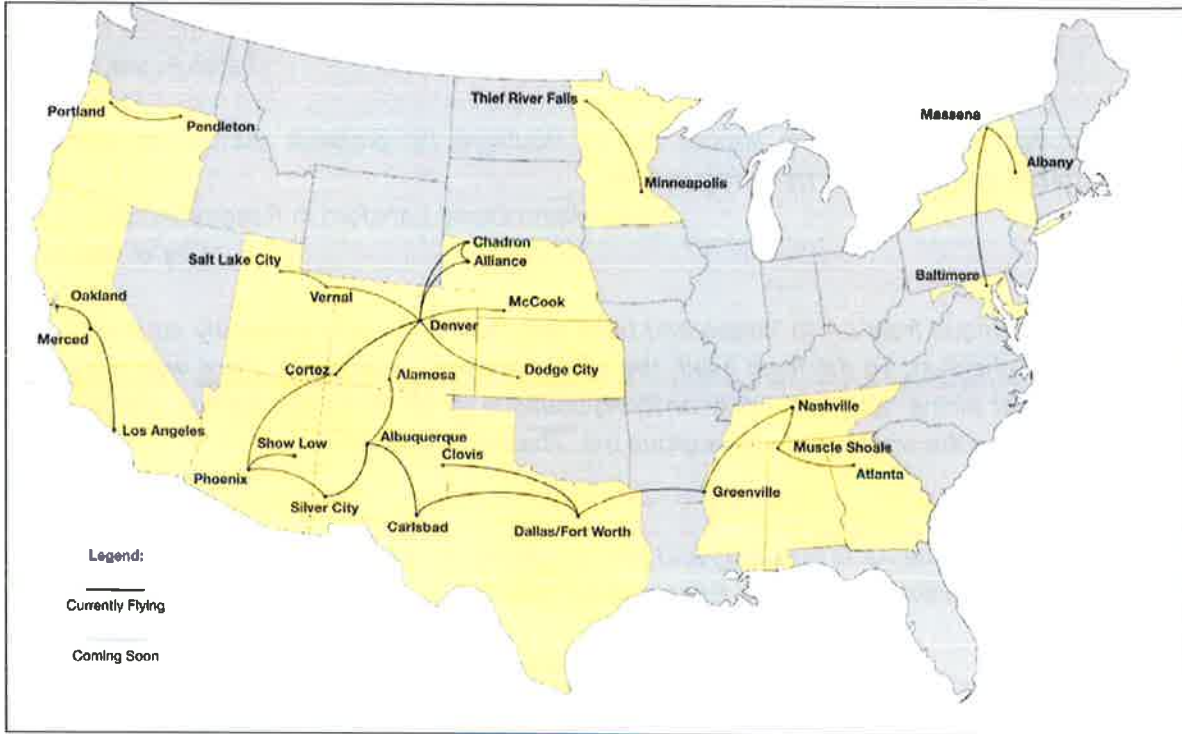 Thief River Falls
Massena
Portland
Pendleton
Albany
Minneapolis
Chadron
Salt Lake City
Alliance
Baltimore
Oakland
Vernal
McCook
Denver
Merced
Cortez
Alamosa
Dodge City
Nashville
Los Angeles
Show Low
Albuquerque
Muscle Shoals
Clovis
Phoenix
Atlanta
Silver City
Greenville
Carlsbad
Dallas/Fort Worth
Legend:
Currently Flying
Coming Soon